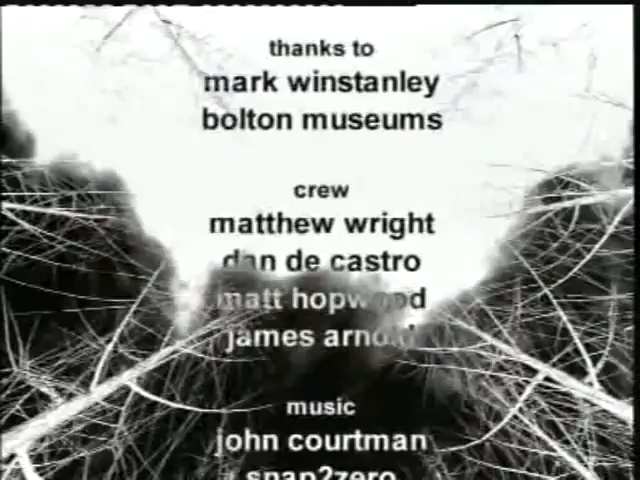 thanks to
mark winstanley
bolton museums
crew
matthew wright
dan de castro
matt hopwood
james arnold
music
john courtman
snap2zero